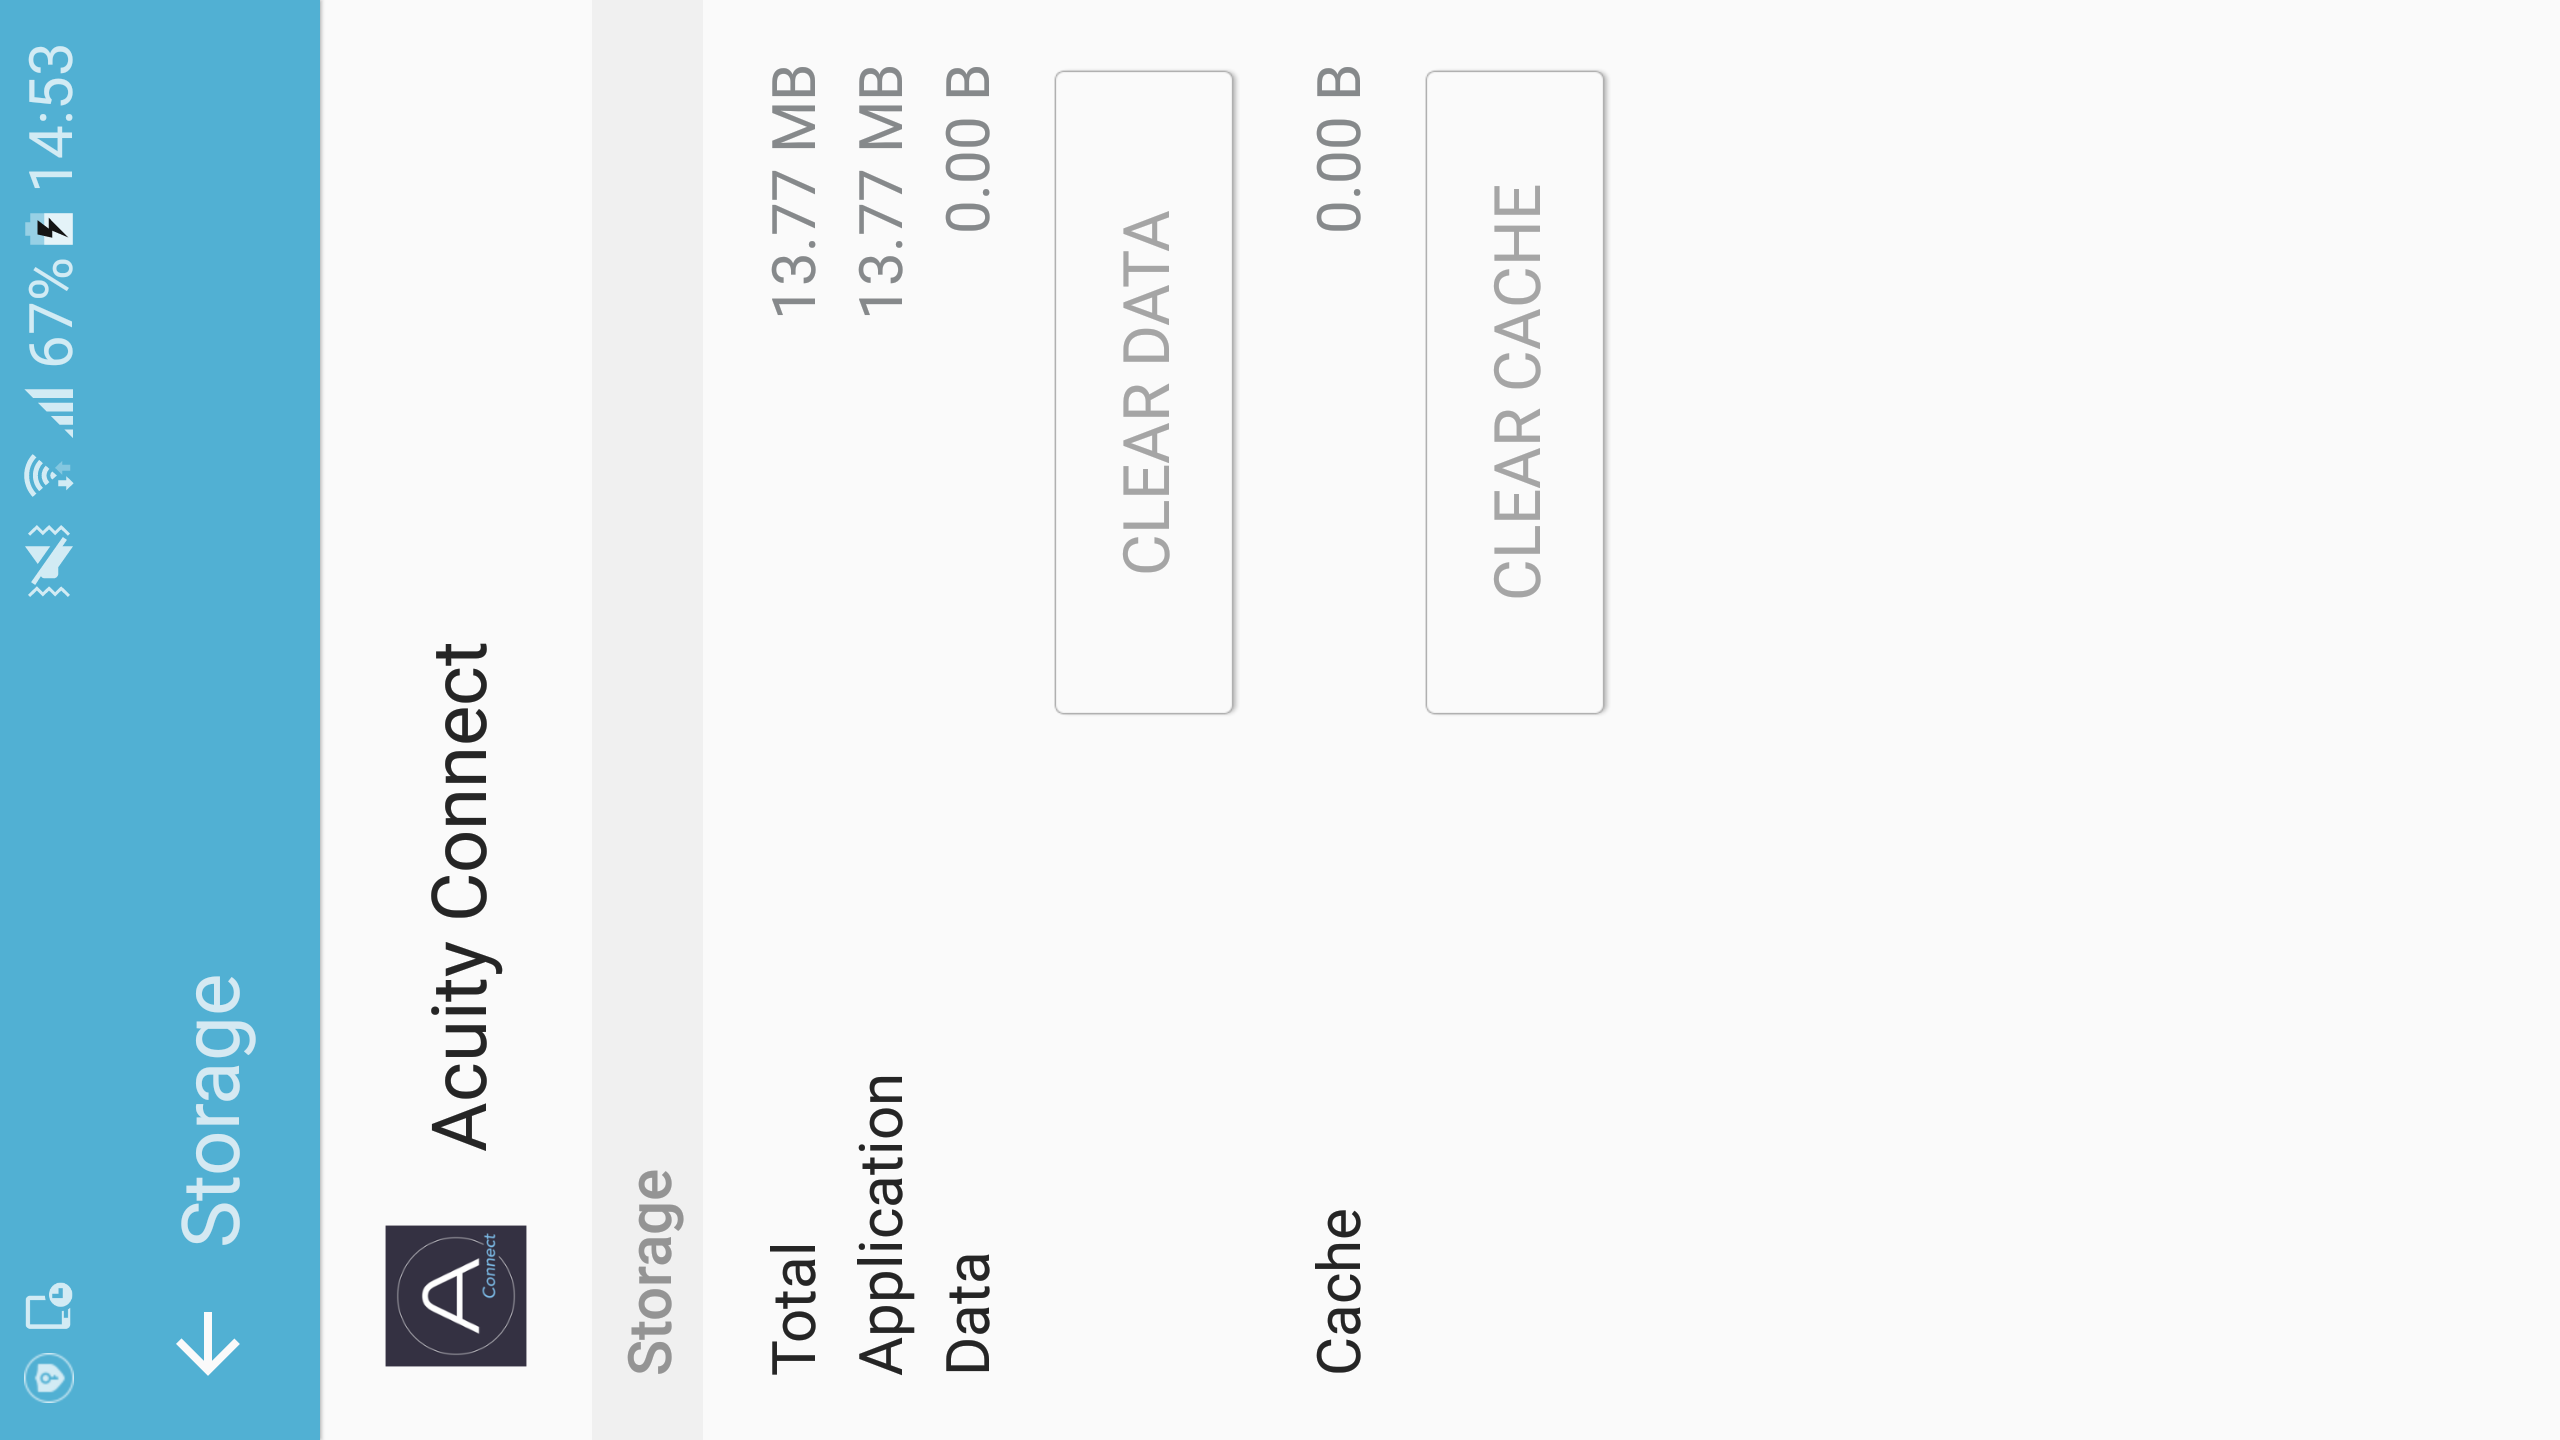 67% 14:53
Storage
A
Connect
Acuity Connect
Storage
Total 13.77 MB
Application 13.77 MB
Data 0.00 B
CLEAR DATA
Cache 0.00 B
CLEAR CACHE